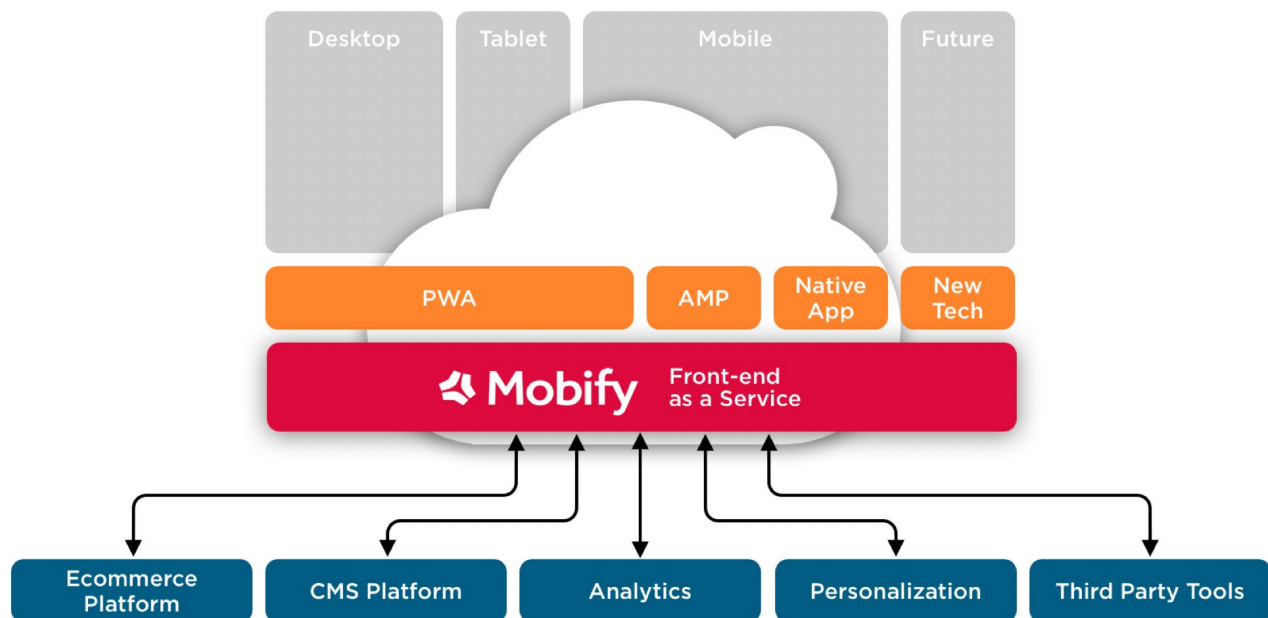 Desktop
Tablet
Mobile
Future
PWA
AMP
Native
App
New
Tech
Mobify
Front-end
as a Service
Ecommerce
Platform
CMS Platform
Analytics
Personalization
Third Party Tools